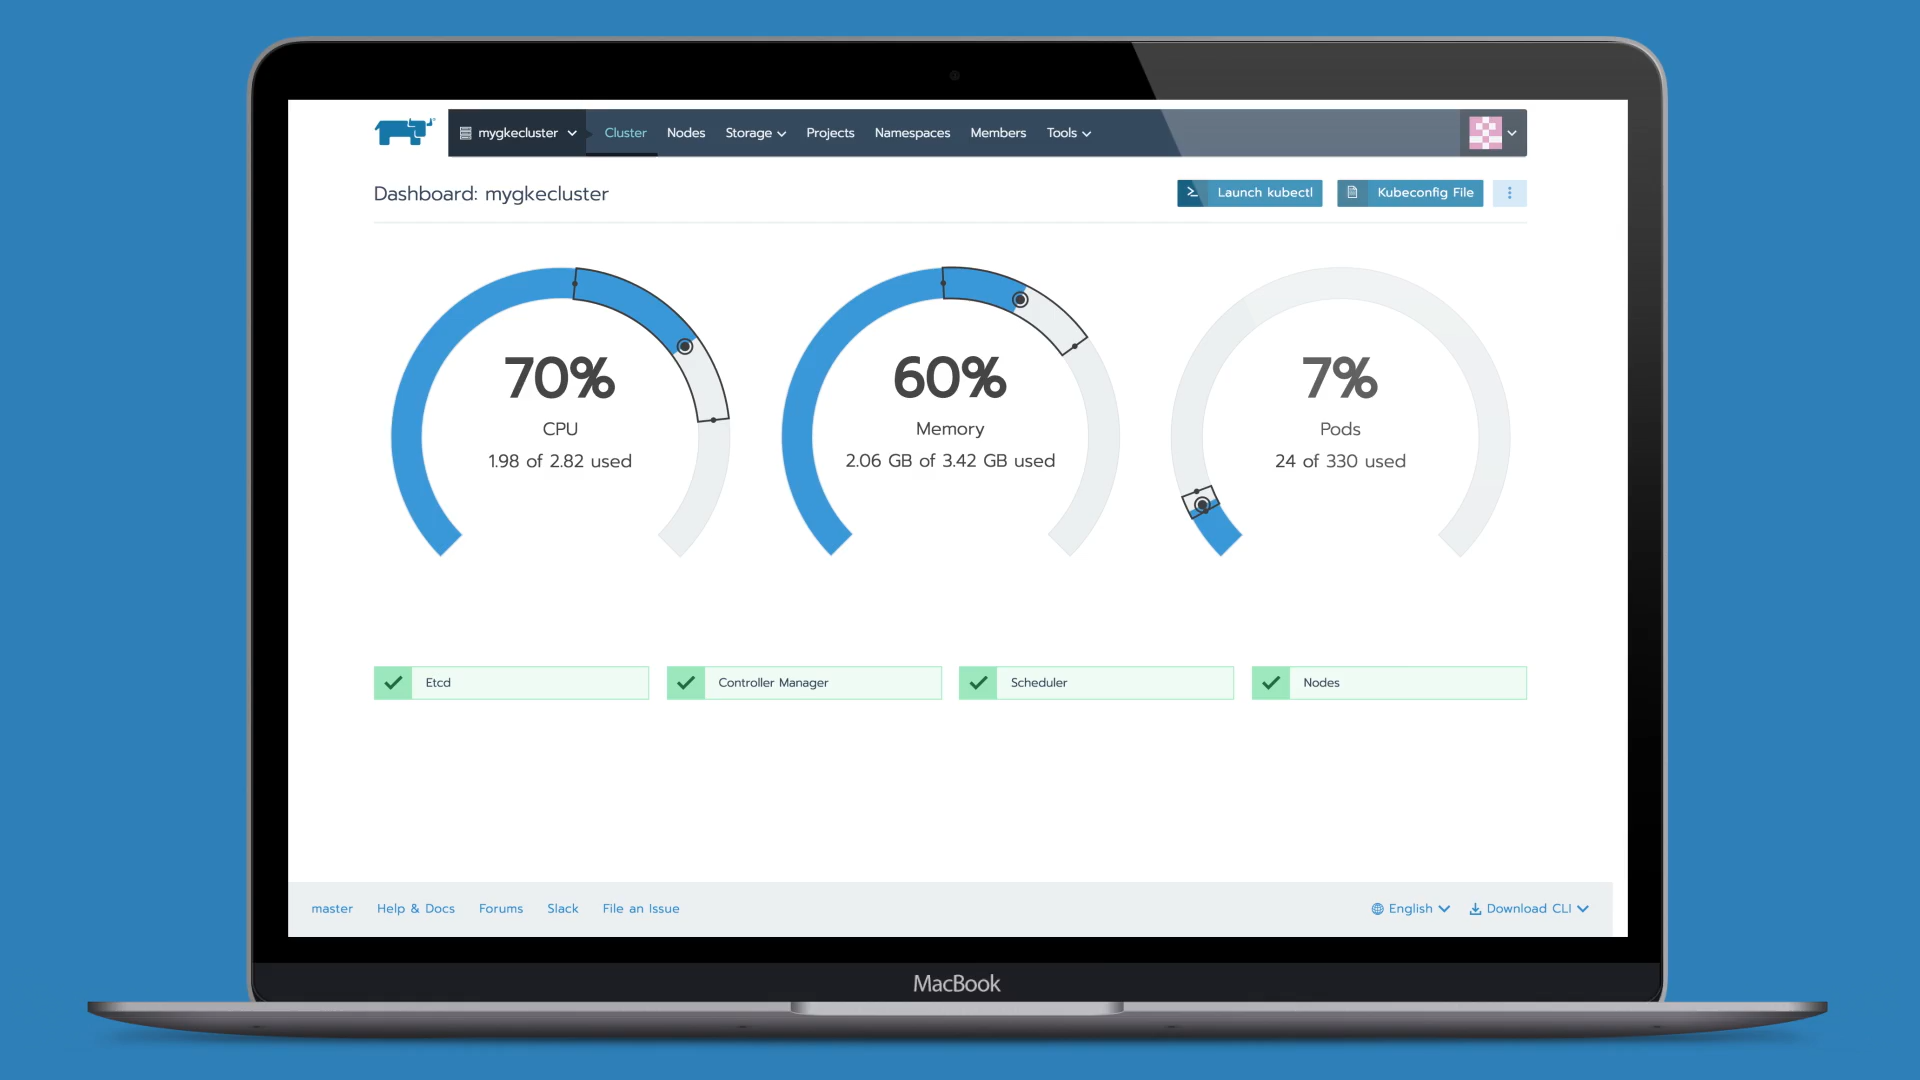 mygkecluster Cluster Nodes Storage Projects Namespaces Members Tools
Dashboard: mygkecluster Launch kubectl Kubeconfig File
70% 60% 7%
CPU Memory Pods
1.98 of 2.82 used 2.06 GB of 3.42 GB used 24 of 330 used
Etcd Controller Manager Scheduler Nodes
master Help & Docs Forums Slack File an Issue English Download CLI
MacBook